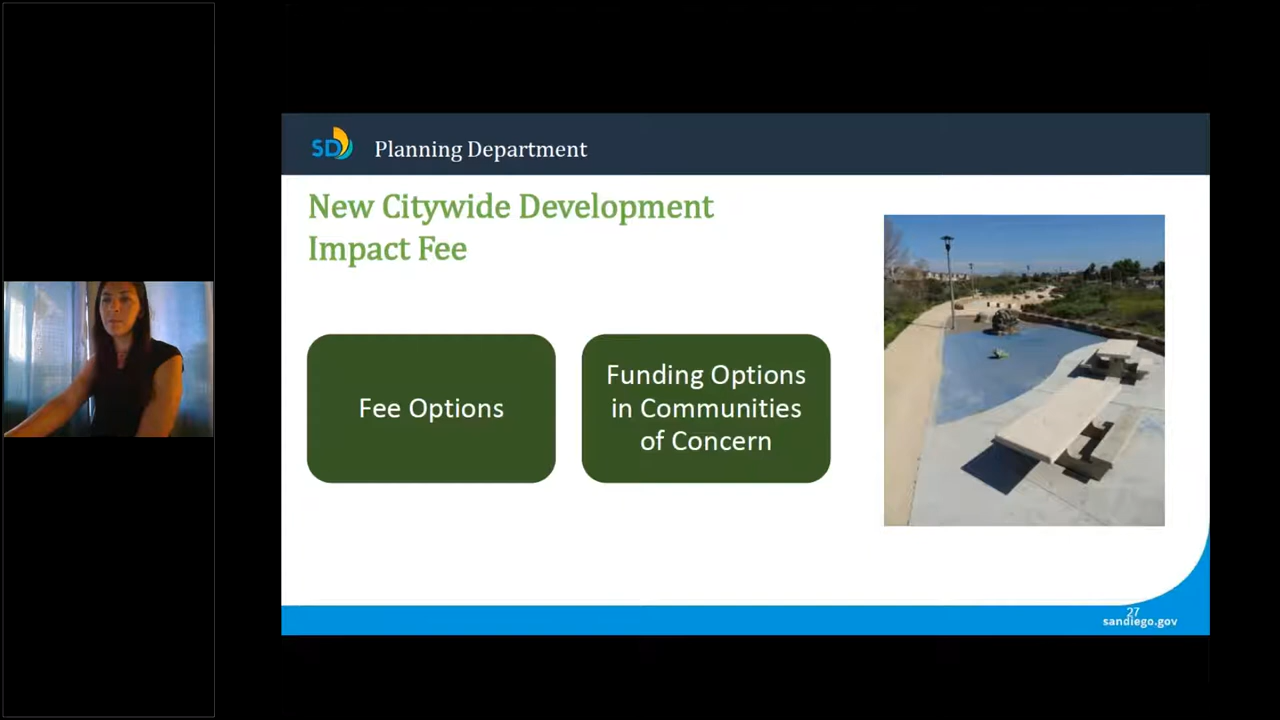 SD
Planning Department
New Citywide Development
Impact Fee
Fee Options
Funding Options
in Communities
of Concern
27
sandiego.gov